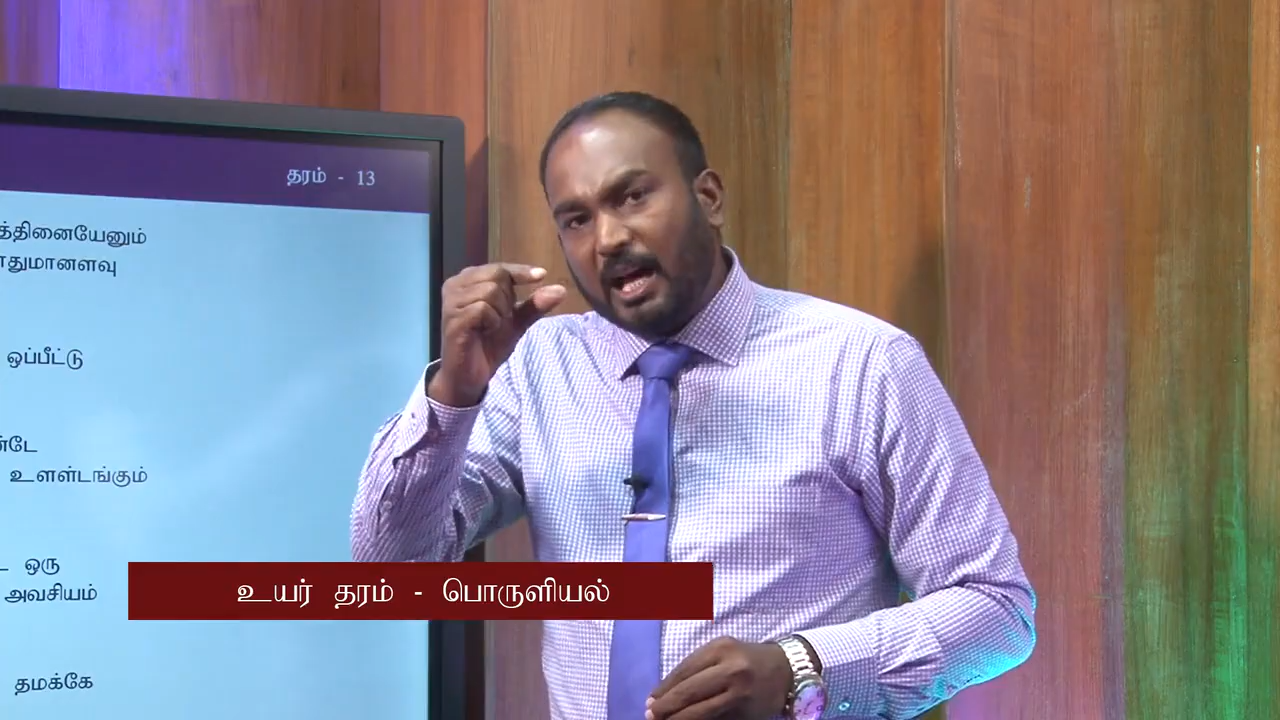 தரம் - 13
த்தினையேனும்
துமானளவு
ஒப்பீட்டு
டே
உளள்டங்கும்
ஒரு
அவசியம்
தமக்கே
உயர் தரம் - பொருளியல்